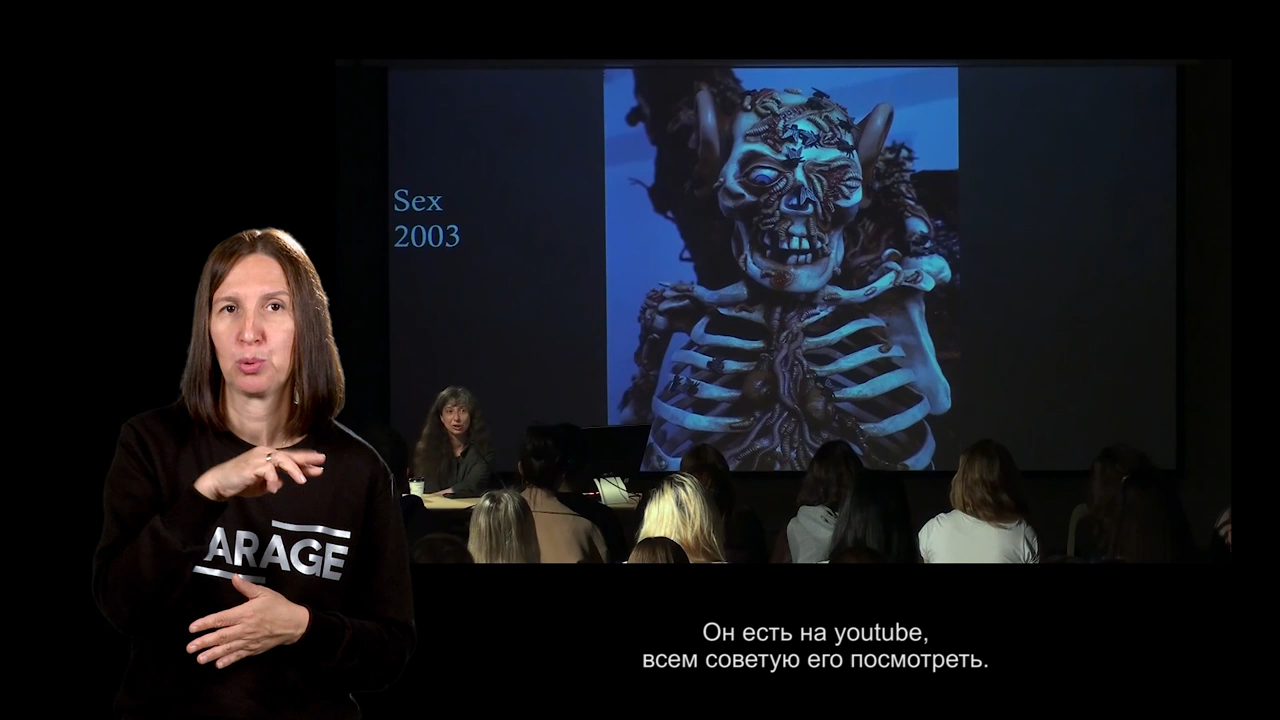 Sex
2003
ARAGE
Он есть на youtube,
всем советую его посмотреть.